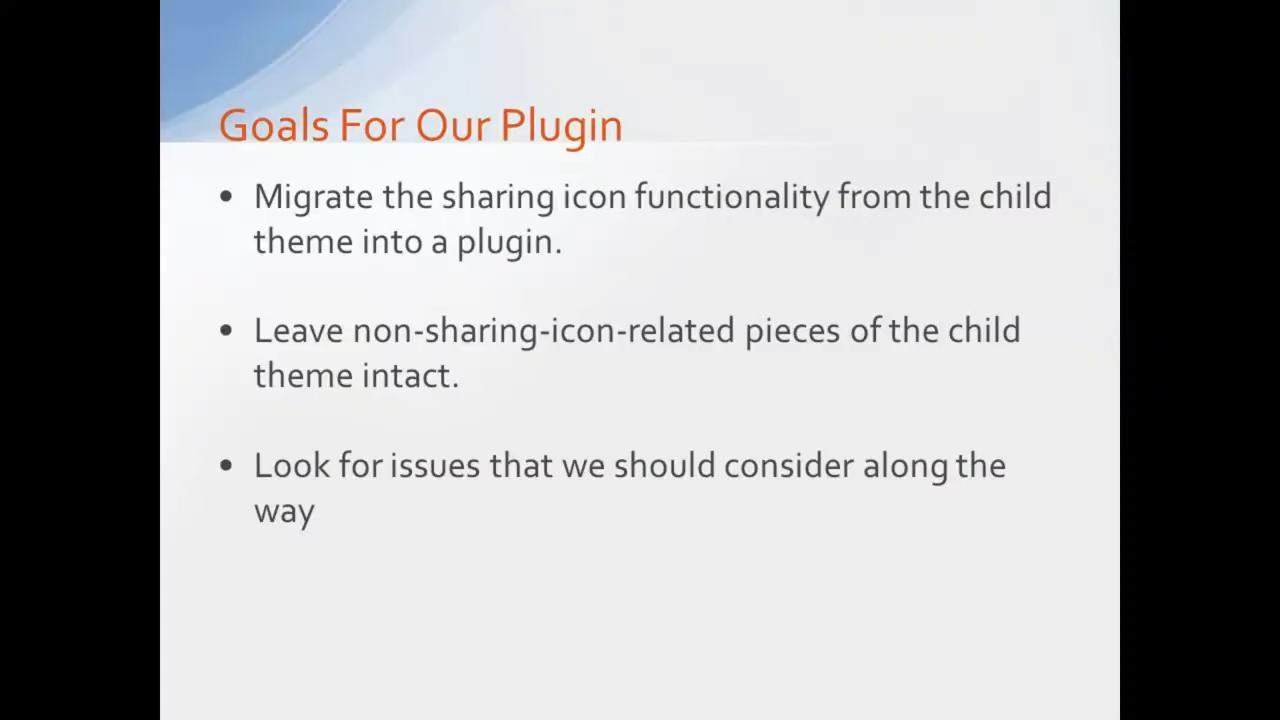 Goals For Our Plugin
• Migrate the sharing icon functionality from the child
theme into a plugin.
• Leave non-sharing-icon-related pieces of the child
theme intact.
• Look for issues that we should consider along the
way